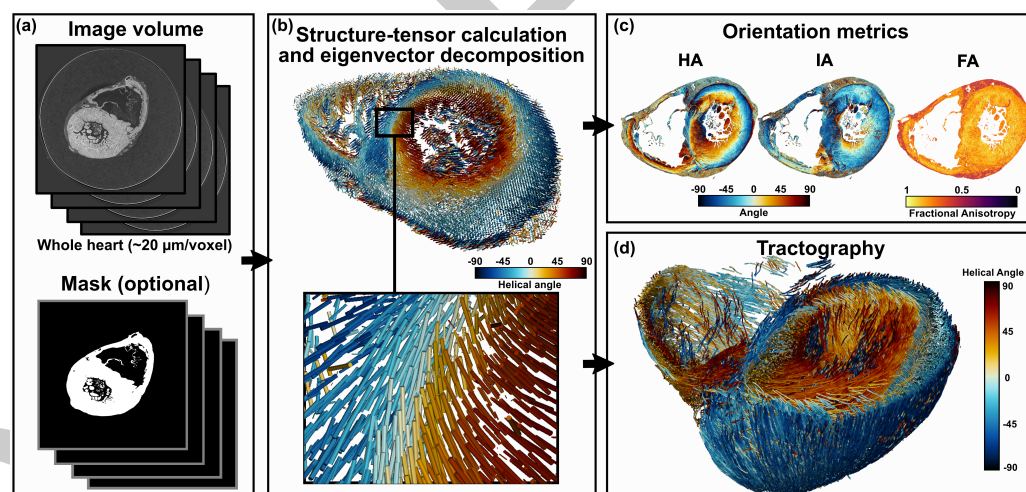 (a)
Image volume
Whole heart (~20 µm/voxel)
Mask (optional)
(b)
Structure-tensor calculation
and eigenvector decomposition
-90 -45 0 45 90
Helical angle
(c)
Orientation metrics
HA IA FA
-90 -45 0 45 90
Angle
1 0.5 0
Fractional Anisotropy
(d)
Tractography
Helical Angle
90
45
0
-45
-90